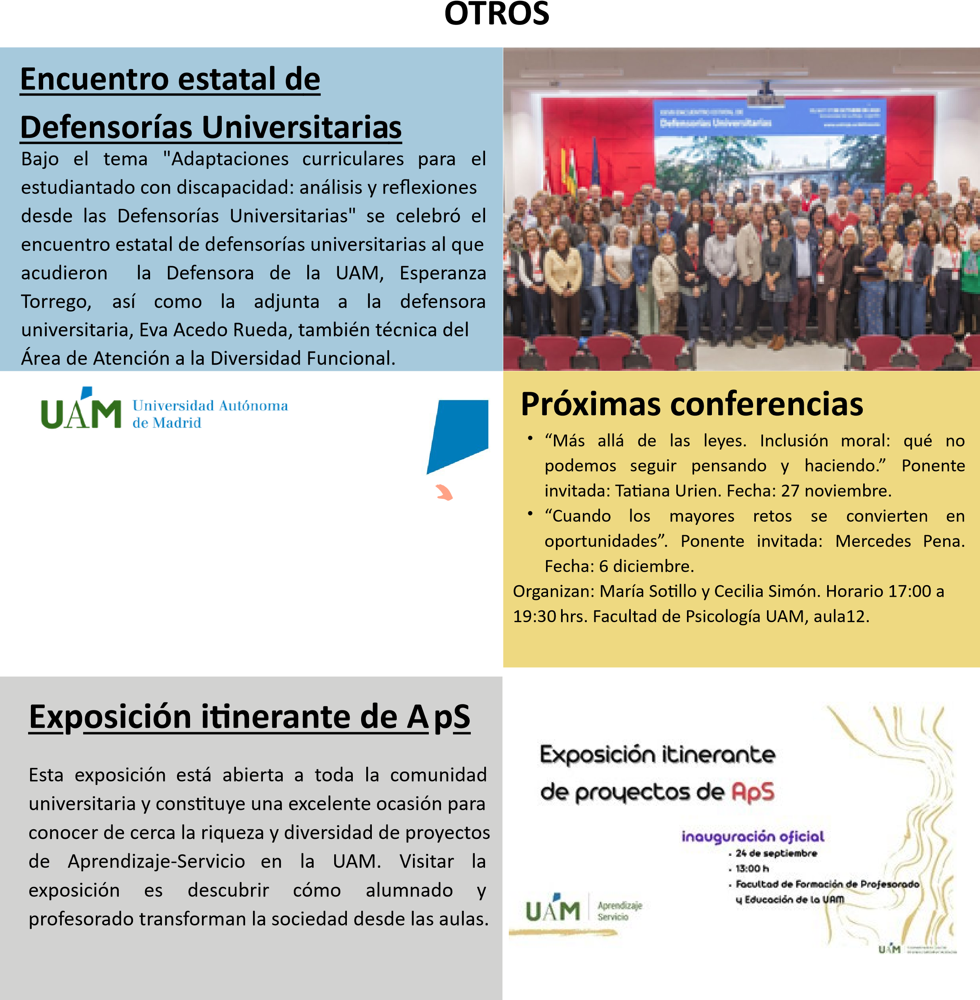 OTROS
Encuentro estatal de
Defensorías Universitarias
Bajo el tema "Adaptaciones curriculares para el
estudiantado con discapacidad: análisis y reflexiones
desde las Defensorías Universitarias" se celebró el
encuentro estatal de defensorías universitarias al que
acudieron la Defensora de la UAM, Esperanza
Torrego, así como la adjunta a la defensora
universitaria, Eva Acedo Rueda, también técnica del
Área de Atención a la Diversidad Funcional.
Defensorías Universitarias
UAM Universidad Autónoma
de Madrid
Próximas conferencias
• “Más allá de las leyes. Inclusión moral: qué no
podemos seguir pensando y haciendo.” Ponente
invitada: Tatiana Urien. Fecha: 27 noviembre.
• “Cuando los mayores retos se convierten en
oportunidades”. Ponente invitada: Mercedes Pena.
Fecha: 6 diciembre.
Organizan: María Sotillo y Cecilia Simón. Horario 17:00 a
19:30 hrs. Facultad de Psicología UAM, aula12.
Exposición itinerante de ApS
Esta exposición está abierta a toda la comunidad
universitaria y constituye una excelente ocasión para
conocer de cerca la riqueza y diversidad de proyectos
de Aprendizaje-Servicio en la UAM. Visitar la
exposición es descubrir cómo alumnado y
profesorado transforman la sociedad desde las aulas.
Exposición itinerante
de proyectos de ApS
inauguración oficial
• 24 de septiembre
• 13:00 h
• Facultad de Formación de Profesorado
y Educación de la UAM
UAM Aprendizaje
Servicio
UAM